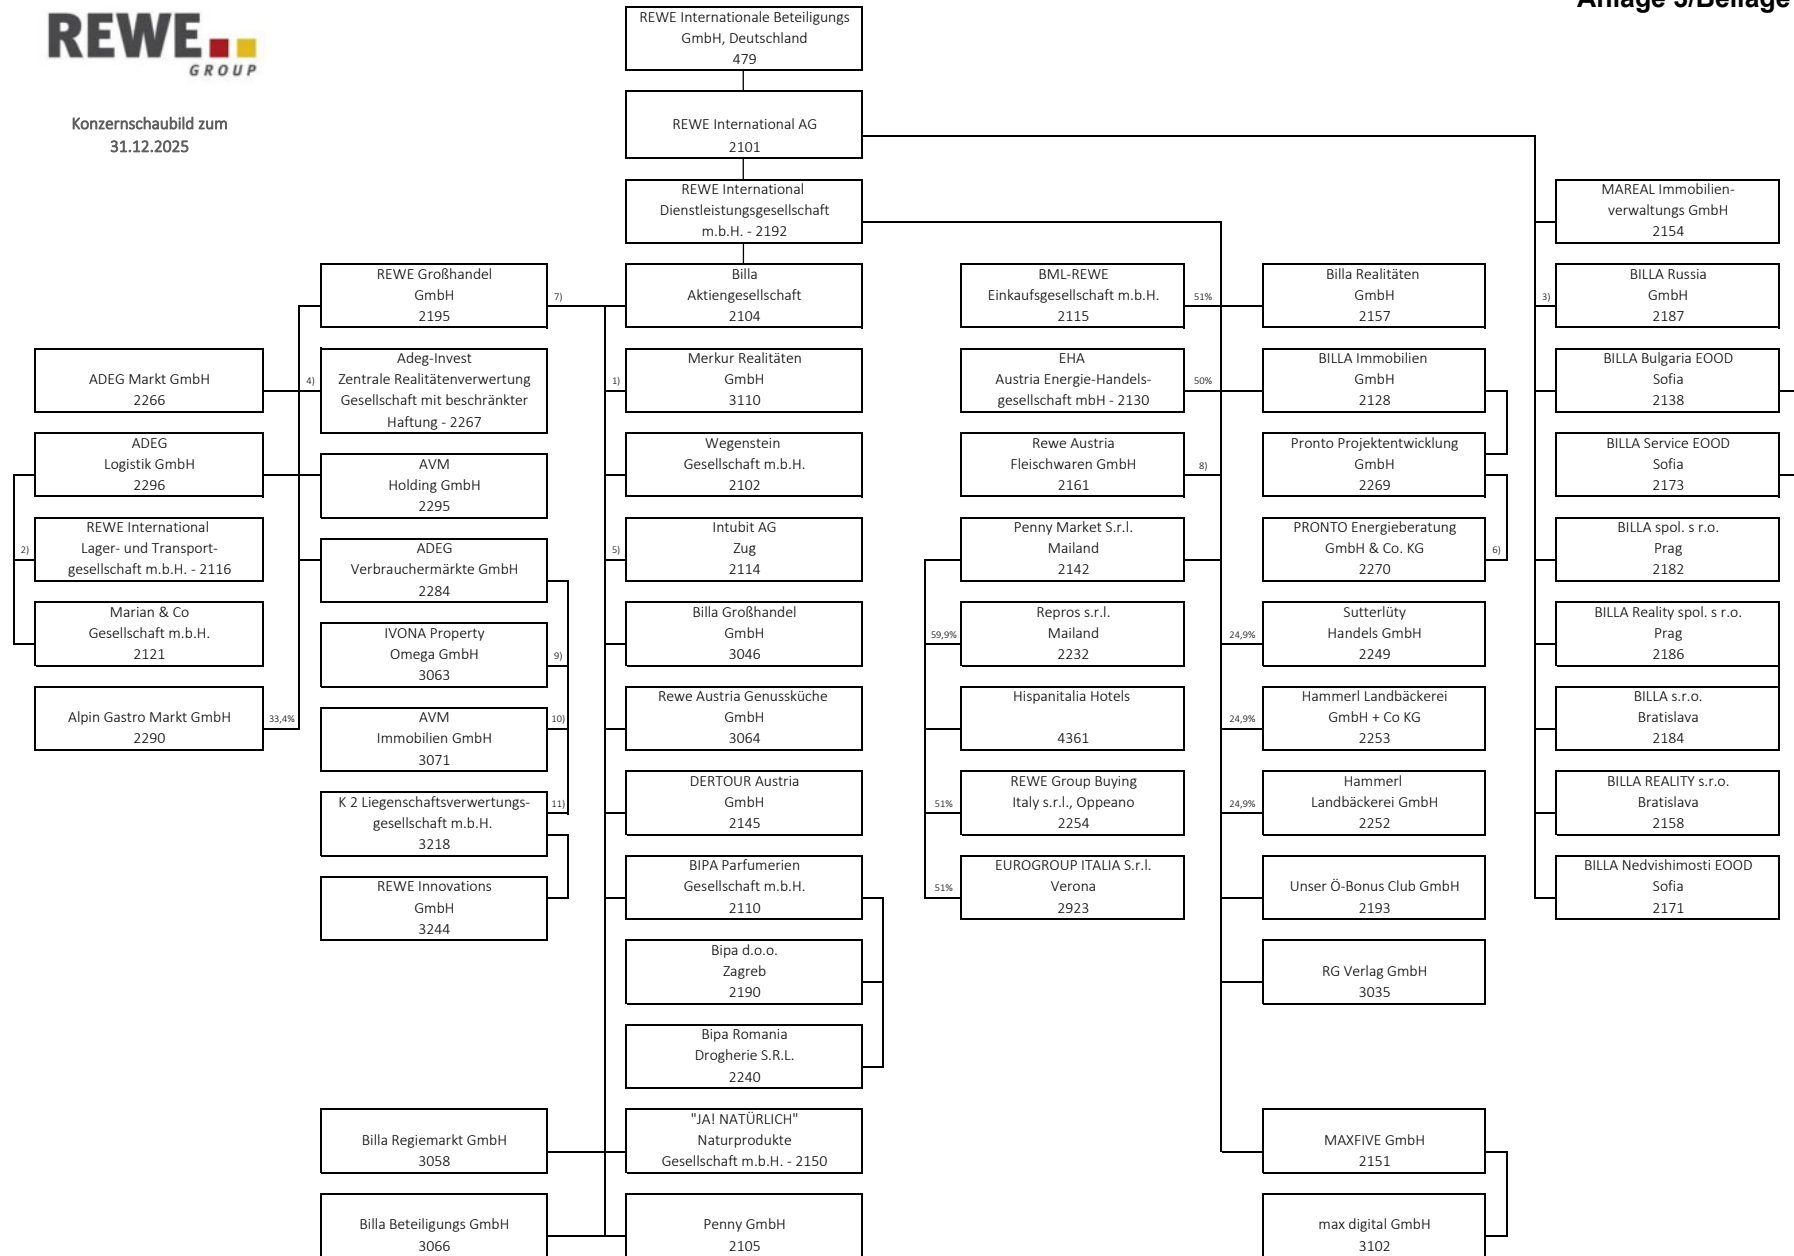 Anlage 3/Beilage
REWE
GROUP
Konzernschaubild zum
31.12.2025
REWE Internationale Beteiligungs
GmbH, Deutschland
479
REWE International AG
2101
REWE International
Dienstleistungsgesellschaft
m.b.H. - 2192
ADEG Markt GmbH
2266
ADEG
Logistik GmbH
2296
2)
REWE International
Lager- und Transport-
gesellschaft m.b.H. - 2116
Marian & Co
Gesellschaft m.b.H.
2121
Alpin Gastro Markt GmbH
2290
33,4%
REWE Großhandel
GmbH
2195
7)
4)
Adeg-Invest
Zentrale Realitätenverwertung
Gesellschaft mit beschränkter
Haftung - 2267
AVM
Holding GmbH
2295
ADEG
Verbrauchermärkte GmbH
2284
IVONA Property
Omega GmbH
3063
9)
AVM
Immobilien GmbH
3071
10)
K 2 Liegenschaftsverwertungs-
gesellschaft m.b.H.
3218
11)
REWE Innovations
GmbH
3244
Billa Regiemarkt GmbH
3058
Billa Beteiligungs GmbH
3066
Billa
Aktiengesellschaft
2104
1)
Merkur Realitäten
GmbH
3110
Wegenstein
Gesellschaft m.b.H.
2102
5)
Intubit AG
Zug
2114
Billa Großhandel
GmbH
3046
Rewe Austria Genussküche
GmbH
3064
DERTOUR Austria
GmbH
2145
BIPA Parfumerien
Gesellschaft m.b.H.
2110
Bipa d.o.o.
Zagreb
2190
Bipa Romania
Drogherie S.R.L.
2240
"JA! NATÜRLICH"
Naturprodukte
Gesellschaft m.b.H. - 2150
Penny GmbH
2105
BML-REWE
Einkaufsgesellschaft m.b.H.
2115
51%
EHA
Austria Energie-Handels-
gesellschaft mbH - 2130
50%
Rewe Austria
Fleischwaren GmbH
2161
8)
Penny Market S.r.l.
Mailand
2142
59,9%
Repros s.r.l.
Mailand
2232
Hispanitalia Hotels
4361
51%
REWE Group Buying
Italy s.r.l., Oppeano
2254
51%
EUROGROUP ITALIA S.r.l.
Verona
2923
Billa Realitäten
GmbH
2157
BILLA Immobilien
GmbH
2128
Pronto Projektentwicklung
GmbH
2269
PRONTO Energieberatung
GmbH & Co. KG
2270
6)
24,9%
Sutterlüty
Handels GmbH
2249
24,9%
Hammerl Landbäckerei
GmbH + Co KG
2253
24,9%
Hammerl
Landbäckerei GmbH
2252
Unser Ö-Bonus Club GmbH
2193
RG Verlag GmbH
3035
MAXFIVE GmbH
2151
max digital GmbH
3102
MAREAL Immobilien-
verwaltungs GmbH
2154
3)
BILLA Russia
GmbH
2187
BILLA Bulgaria EOOD
Sofia
2138
BILLA Service EOOD
Sofia
2173
BILLA spol. s r.o.
Prag
2182
BILLA Reality spol. s r.o.
Prag
2186
BILLA s.r.o.
Bratislava
2184
BILLA REALITY s.r.o.
Bratislava
2158
BILLA Nedvishimosti EOOD
Sofia
2171